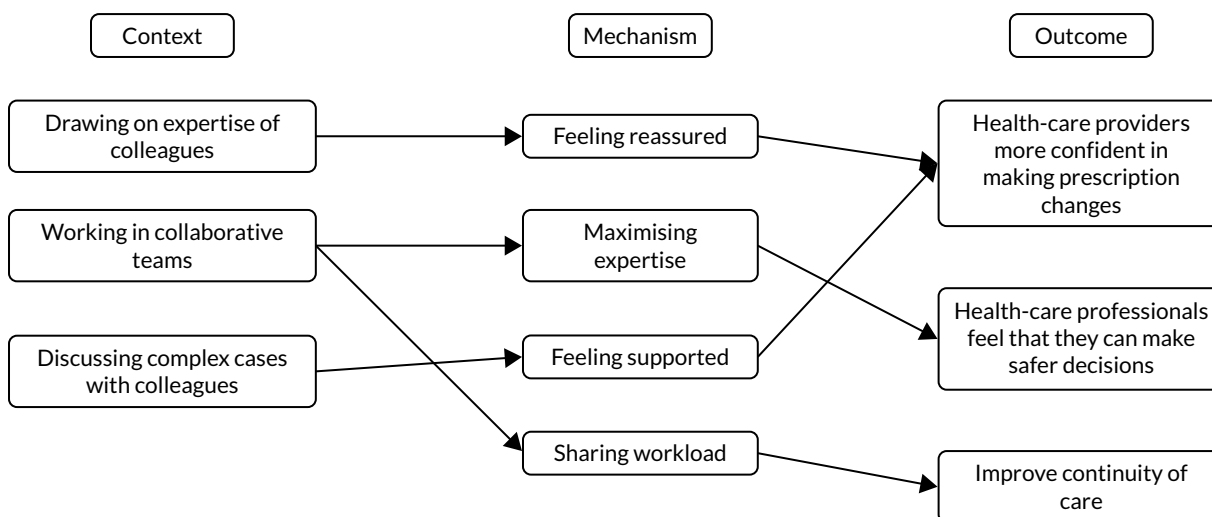 Context
Mechanism
Outcome
Drawing on expertise of
colleagues
Feeling reassured
Health-care providers
more confident in
making prescription
changes
Working in collaborative
teams
Maximising
expertise
Health-care professionals
feel that they can make
safer decisions
Discussing complex cases
with colleagues
Feeling supported
Sharing workload
Improve continuity of
care